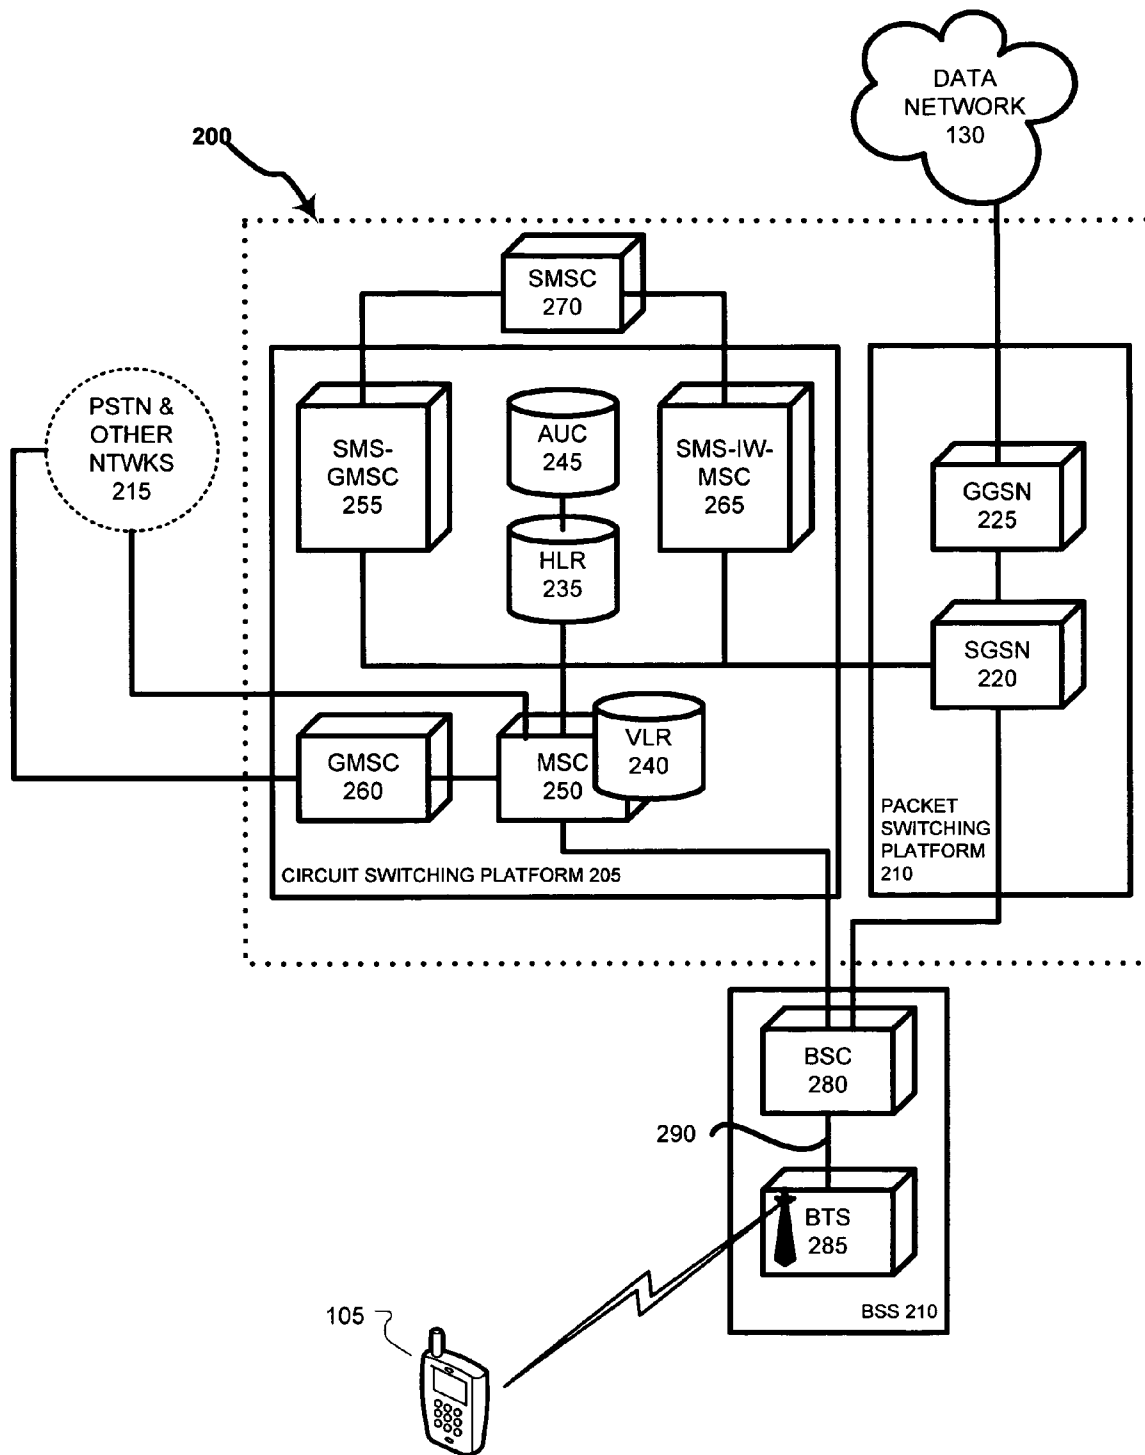 DATA
NETWORK
130
200
SMSC
270
PSTN &
OTHER
NTWKS
215
SMS-
GMSC
255
AUC
245
SMS-IW-
MSC
265
HLR
235
GGSN
225
SGSN
220
GMSC
260
MSC
250
VLR
240
PACKET
SWITCHING
PLATFORM
210
CIRCUIT SWITCHING PLATFORM 205
BSC
280
290
BTS
285
BSS 210
105